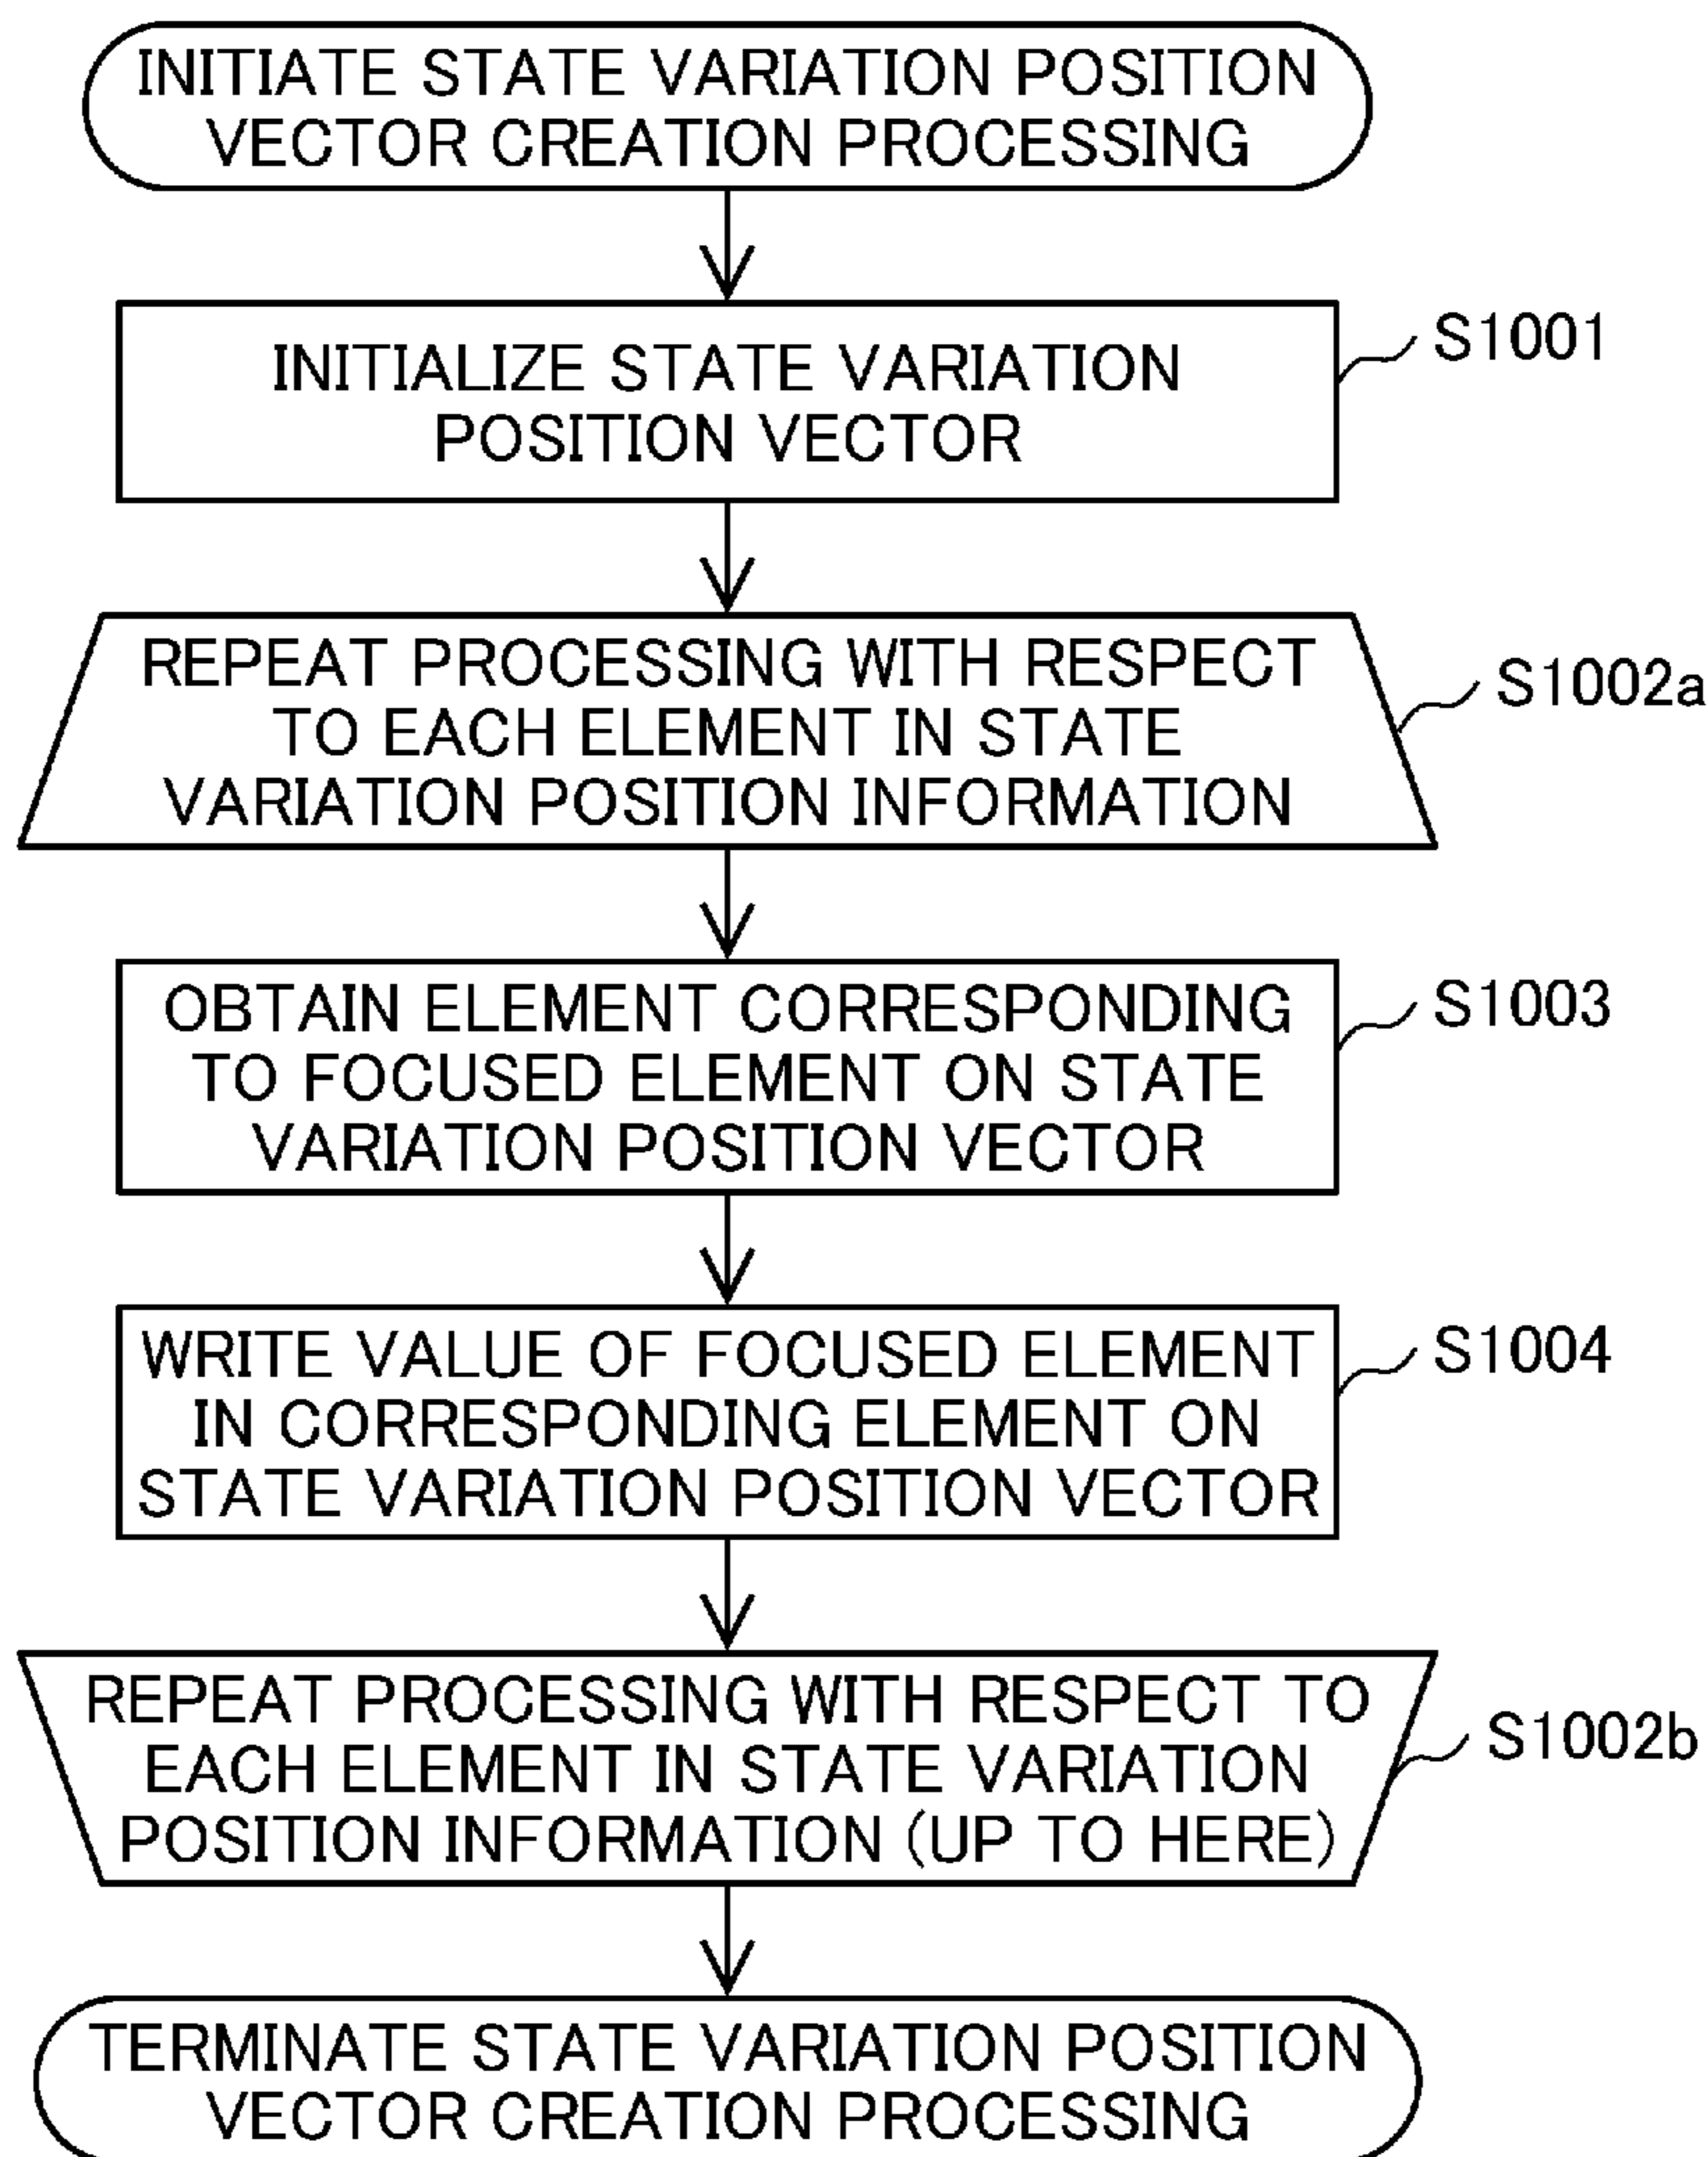 INITIATE STATE VARIATION POSITION
VECTOR CREATION PROCESSING
INITIALIZE STATE VARIATION
POSITION VECTOR
S1001
REPEAT PROCESSING WITH RESPECT
TO EACH ELEMENT IN STATE
VARIATION POSITION INFORMATION
S1002a
OBTAIN ELEMENT CORRESPONDING
TO FOCUSED ELEMENT ON STATE
VARIATION POSITION VECTOR
S1003
WRITE VALUE OF FOCUSED ELEMENT
IN CORRESPONDING ELEMENT ON
STATE VARIATION POSITION VECTOR
S1004
REPEAT PROCESSING WITH RESPECT TO
EACH ELEMENT IN STATE VARIATION
POSITION INFORMATION (UP TO HERE)
S1002b
TERMINATE STATE VARIATION POSITION
VECTOR CREATION PROCESSING